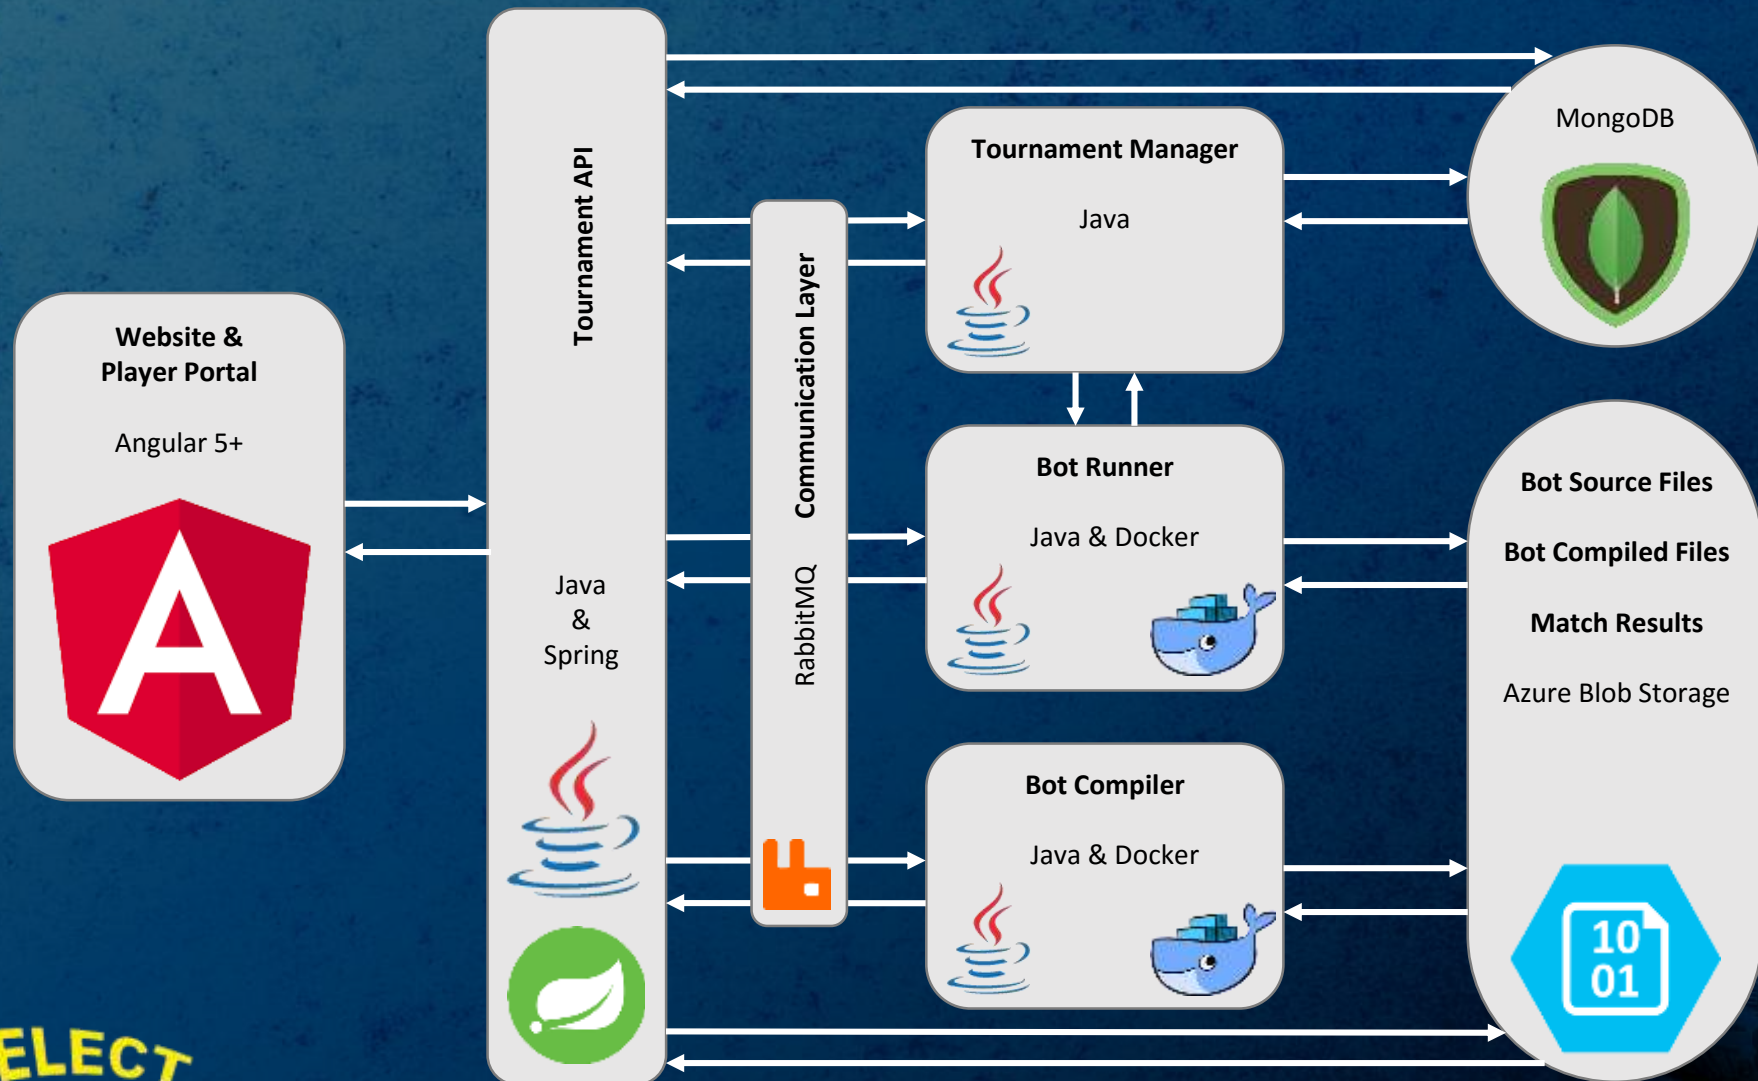 Website &
Player Portal
Angular 5+
Tournament API
Java
&
Spring
Communication Layer
RabbitMQ
Tournament Manager
Java
Bot Runner
Java & Docker
Bot Compiler
Java & Docker
MongoDB
Bot Source Files
Bot Compiled Files
Match Results
Azure Blob Storage
10
01
ELECT